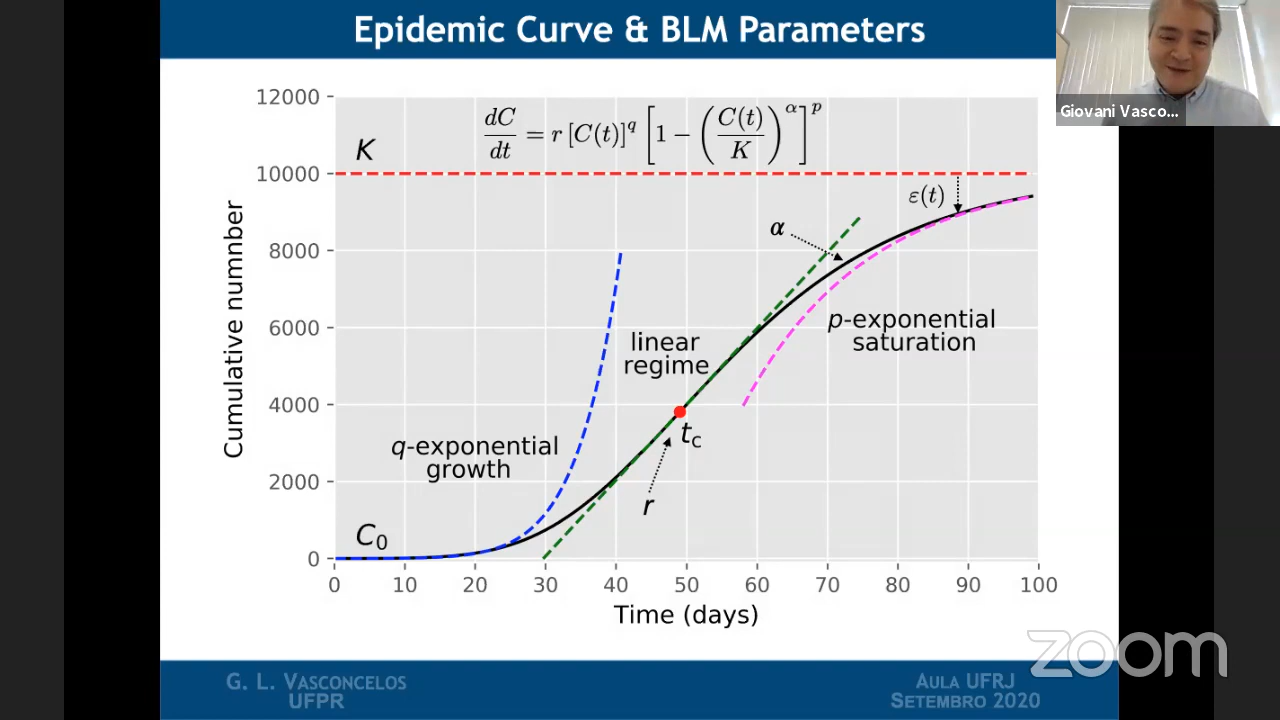 Epidemic Curve & BLM Parameters
Giovani Vasco...
12000
10000
8000
6000
4000
2000
0
Cumulative numnber
K
dC/dt = r [C(t)]^q [1 − (C(t)/K)^α]^p
ε(t)
α
p-exponential
saturation
linear
regime
t_c
q-exponential
growth
r
C_0
0 10 20 30 40 50 60 70 80 90 100
Time (days)
zoom
G. L. Vasconcelos
UFPR
Aula UFRJ
Setembro 2020